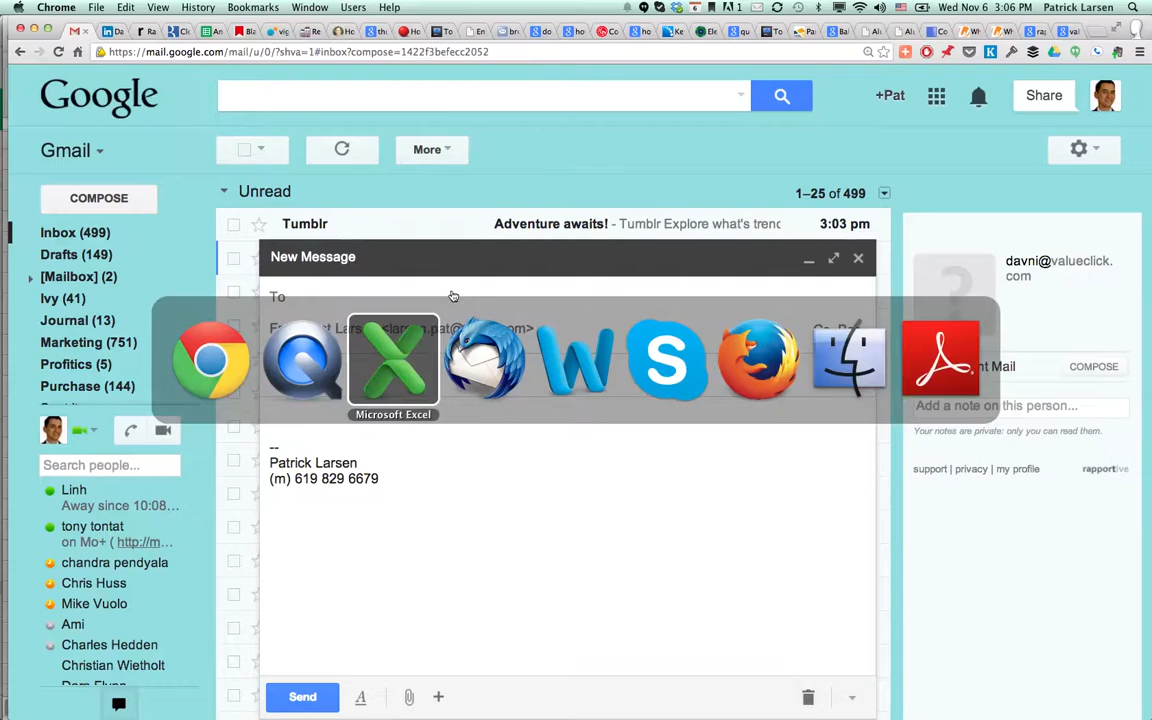 Chrome File Edit View History Bookmarks Window Users Help
Wed Nov 6 3:06 PM Patrick Larsen
https://mail.google.com/mail/u/0/?shva=1#inbox?compose=1422f3befecc2052
Google
+Pat
Share
Gmail
More
COMPOSE
Unread
1–25 of 499
Inbox (499)
Drafts (149)
[Mailbox] (2)
Ivy (41)
Journal (13)
Marketing (751)
Profitics (5)
Purchase (144)
Tumblr Adventure awaits! - Tumblr Explore what's trend 3:03 pm
New Message
To
Microsoft Excel
--
Patrick Larsen
(m) 619 829 6679
Send
davni@valueclick.
com
Mail
COMPOSE
Add a note on this person...
Your notes are private: only you can read them.
support | privacy | my profile
rapportive
Search people...
Linh
Away since 10:08...
tony tontat
on Mo+ ( http://m...
chandra pendyala
Chris Huss
Mike Vuolo
Ami
Charles Hedden
Christian Wietholt